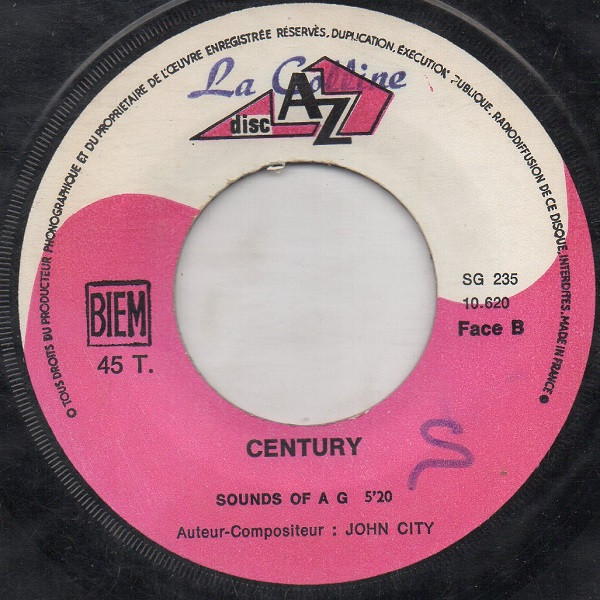 © TOUS DROITS DU PRODUCTEUR PHONOGRAPHIQUE ET DU PROPRIETAIRE DE L'ŒUVRE ENREGISTRÉE RÉSERVÉS, DUPLICATION, EXÉCUTION PUBLIQUE, RADIODIFFUSION DE CE DISQUE, INTERDITES. MADE IN FRANCE
La Colline
disc AZ
SG 235
10.620
Face B
BIEM
45 T.
CENTURY
SOUNDS OF A G 5'20
Auteur-Compositeur : JOHN CITY